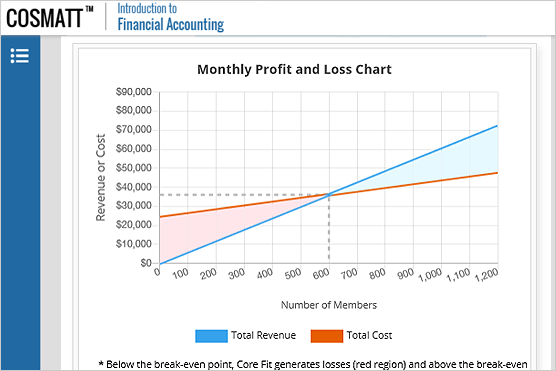 COSMATT™
Introduction to
Financial Accounting
Monthly Profit and Loss Chart
Revenue or Cost
$90,000
$80,000
$70,000
$60,000
$50,000
$40,000
$30,000
$20,000
$10,000
$0
0 100 200 300 400 500 600 700 800 900 1,000 1,100 1,200
Number of Members
Total Revenue Total Cost
* Below the break-even point, Core Fit generates losses (red region) and above the break-even